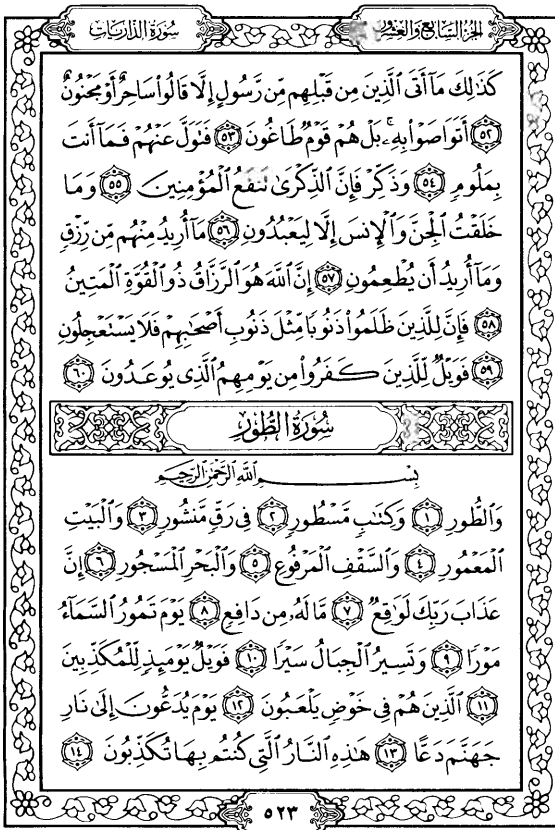 الجزء السابع والعشرون
سورة الذاريات
كَذَٰلِكَ مَآ أَتَى ٱلَّذِينَ مِن قَبْلِهِم مِّن رَّسُولٍ إِلَّا قَالُوا۟ سَاحِرٌ أَوْ مَجْنُونٌ
٥٢ أَتَوَاصَوْا۟ بِهِۦ ۚ بَلْ هُمْ قَوْمٌ طَاغُونَ ٥٣ فَتَوَلَّ عَنْهُمْ فَمَآ أَنتَ
بِمَلُومٍ ٥٤ وَذَكِّرْ فَإِنَّ ٱلذِّكْرَىٰ تَنفَعُ ٱلْمُؤْمِنِينَ ٥٥ وَمَا
خَلَقْتُ ٱلْجِنَّ وَٱلْإِنسَ إِلَّا لِيَعْبُدُونِ ٥٦ مَآ أُرِيدُ مِنْهُم مِّن رِّزْقٍ
وَمَآ أُرِيدُ أَن يُطْعِمُونِ ٥٧ إِنَّ ٱللَّهَ هُوَ ٱلرَّزَّاقُ ذُو ٱلْقُوَّةِ ٱلْمَتِينُ
٥٨ فَإِنَّ لِلَّذِينَ ظَلَمُوا۟ ذَنُوبًا مِّثْلَ ذَنُوبِ أَصْحَٰبِهِمْ فَلَا يَسْتَعْجِلُونِ
٥٩ فَوَيْلٌ لِّلَّذِينَ كَفَرُوا۟ مِن يَوْمِهِمُ ٱلَّذِى يُوعَدُونَ ٦٠
سُورَةُ الطُّورِ
بِسْمِ ٱللَّهِ ٱلرَّحْمَٰنِ ٱلرَّحِيمِ
وَٱلطُّورِ ١ وَكِتَٰبٍ مَّسْطُورٍ ٢ فِى رَقٍّ مَّنشُورٍ ٣ وَٱلْبَيْتِ
ٱلْمَعْمُورِ ٤ وَٱلسَّقْفِ ٱلْمَرْفُوعِ ٥ وَٱلْبَحْرِ ٱلْمَسْجُورِ ٦ إِنَّ
عَذَابَ رَبِّكَ لَوَٰقِعٌ ٧ مَّا لَهُۥ مِن دَافِعٍ ٨ يَوْمَ تَمُورُ ٱلسَّمَآءُ
مَوْرًا ٩ وَتَسِيرُ ٱلْجِبَالُ سَيْرًا ١٠ فَوَيْلٌ يَوْمَئِذٍ لِّلْمُكَذِّبِينَ
١١ ٱلَّذِينَ هُمْ فِى خَوْضٍ يَلْعَبُونَ ١٢ يَوْمَ يُدَعُّونَ إِلَىٰ نَارِ
جَهَنَّمَ دَعًّا ١٣ هَٰذِهِ ٱلنَّارُ ٱلَّتِى كُنتُم بِهَا تُكَذِّبُونَ ١٤
٥٢٣